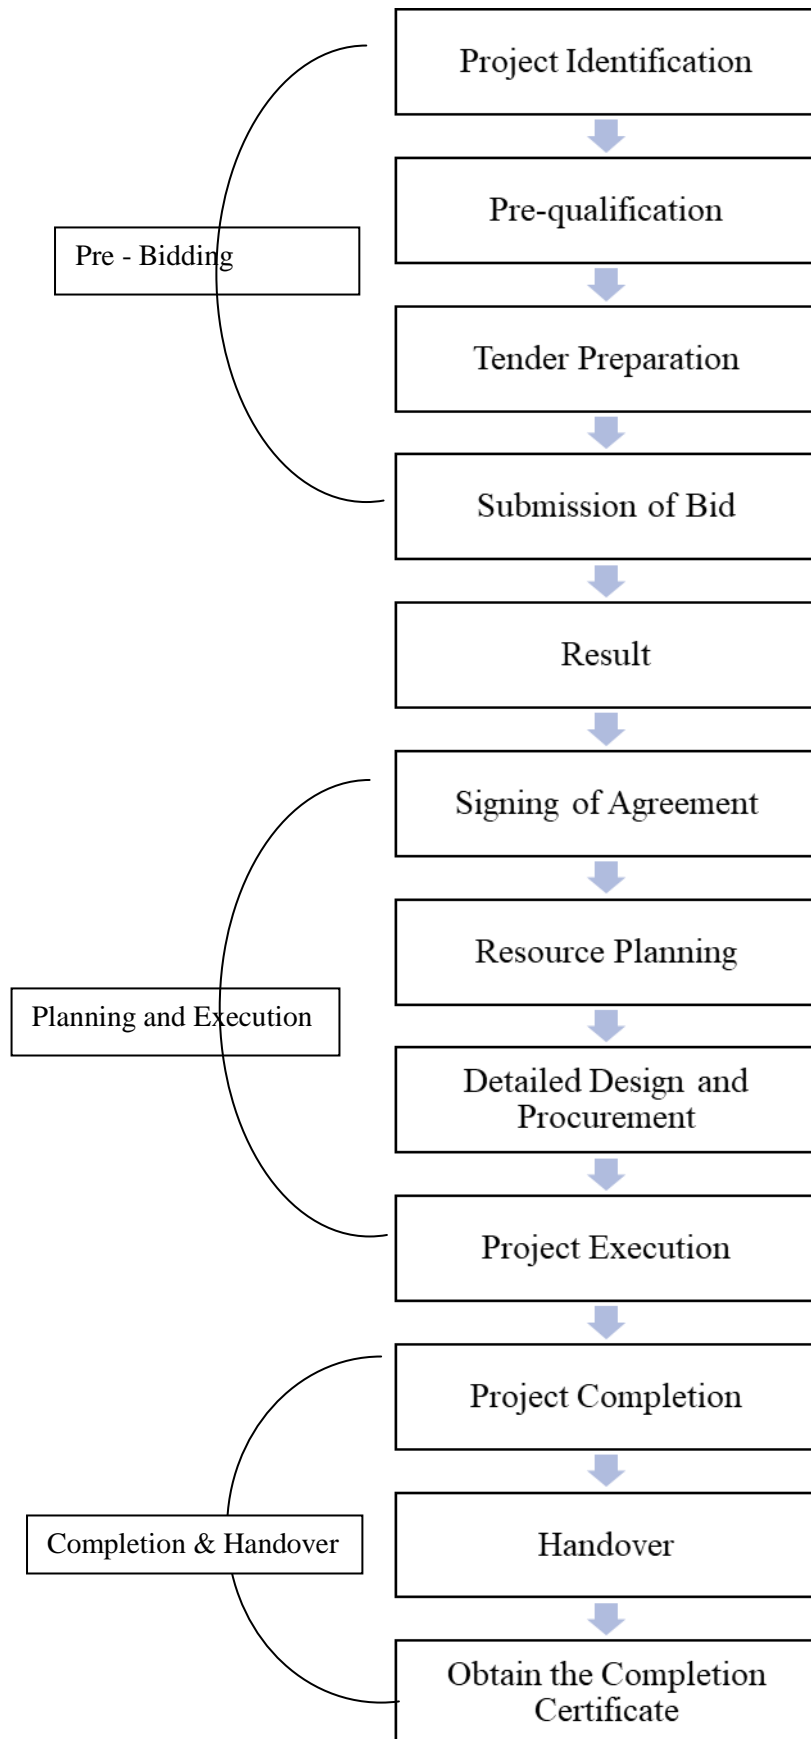 Project Identification
Pre-qualification
Pre - Bidding
Tender Preparation
Submission of Bid
Result
Signing of Agreement
Resource Planning
Planning and Execution
Detailed Design and
Procurement
Project Execution
Project Completion
Completion & Handover
Handover
Obtain the Completion
Certificate